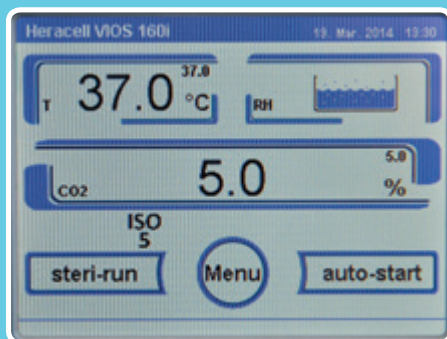 Heracell VIOS 160i 19. Mar. 2014 13:30
37.0
T 37.0 °C RH
5.0
CO2 5.0 %
ISO
5
steri-run Menu auto-start